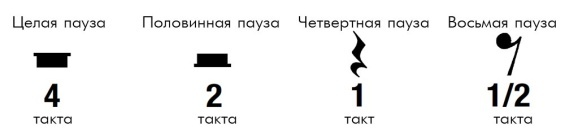 Целая пауза Половинная пауза Четвертная пауза Восьмая пауза
4 2 1 1/2
такта такта такт такта